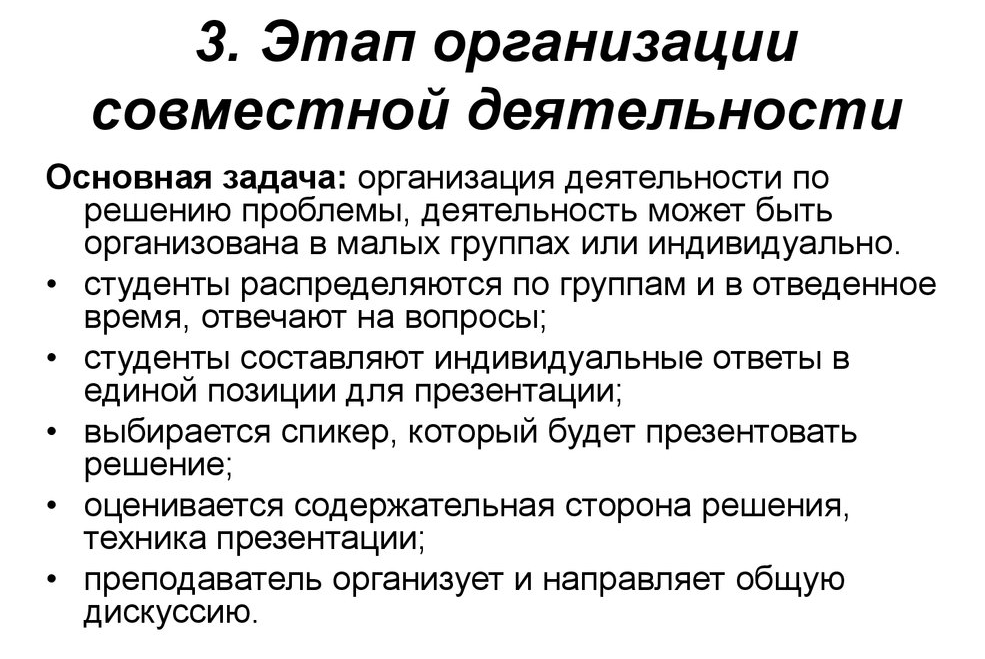 3. Этап организации
совместной деятельности
Основная задача: организация деятельности по
решению проблемы, деятельность может быть
организована в малых группах или индивидуально.
• студенты распределяются по группам и в отведенное
время, отвечают на вопросы;
• студенты составляют индивидуальные ответы в
единой позиции для презентации;
• выбирается спикер, который будет презентовать
решение;
• оценивается содержательная сторона решения,
техника презентации;
• преподаватель организует и направляет общую
дискуссию.